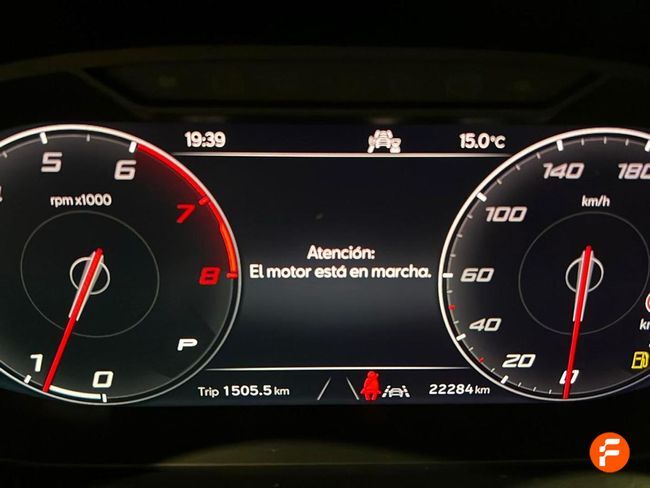 19:39
15.0°C
5
6
7
8
1
0
rpm x1000
P
Atención:
El motor está en marcha.
140
180
100
60
40
20
0
km/h
Trip 1505.5 km
22284 km